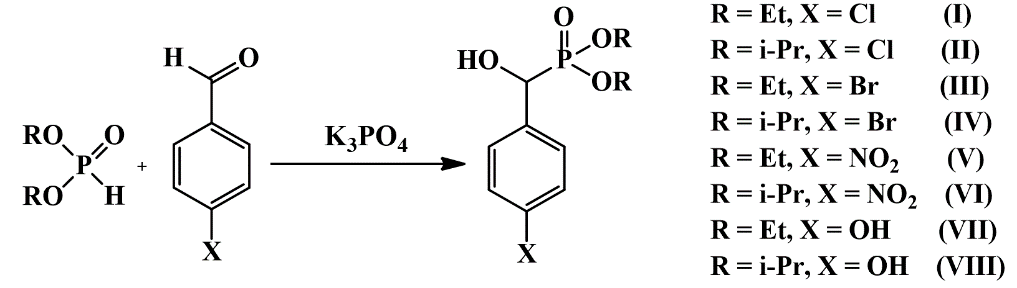 RO
RO
P
O
H
+
H
O
X
K₃PO₄
HO
O
P
OR
OR
X
R = Et, X = Cl (I)
R = i-Pr, X = Cl (II)
R = Et, X = Br (III)
R = i-Pr, X = Br (IV)
R = Et, X = NO₂ (V)
R = i-Pr, X = NO₂ (VI)
R = Et, X = OH (VII)
R = i-Pr, X = OH (VIII)